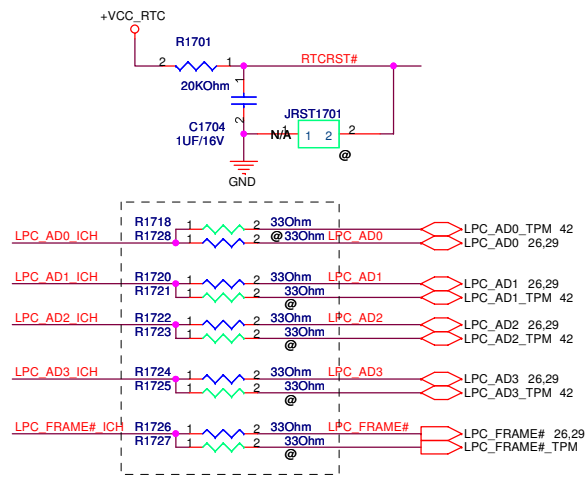 +VCC_RTC
R1701
2 1 RTCRST#
20KOhm
1
JRST1701
C1704 2
1UF/16V N/A 1 1 2 2
@
GND
R1718 1 2 33Ohm LPC_AD0_TPM 42
LPC_AD0_ICH R1728 1 2 @ 33Ohm LPC_AD0 LPC_AD0 26,29
LPC_AD1_ICH R1720 1 2 33Ohm LPC_AD1 LPC_AD1 26,29
R1721 1 2 33Ohm LPC_AD1_TPM 42
@
LPC_AD2_ICH R1722 1 2 33Ohm LPC_AD2 LPC_AD2 26,29
R1723 1 2 33Ohm LPC_AD2_TPM 42
@
LPC_AD3_ICH R1724 1 2 33Ohm LPC_AD3 LPC_AD3 26,29
R1725 1 2 33Ohm LPC_AD3_TPM 42
@
LPC_FRAME#_ICH R1726 1 2 33Ohm LPC_FRAME# LPC_FRAME# 26,29
R1727 1 2 33Ohm LPC_FRAME#_TPM
@